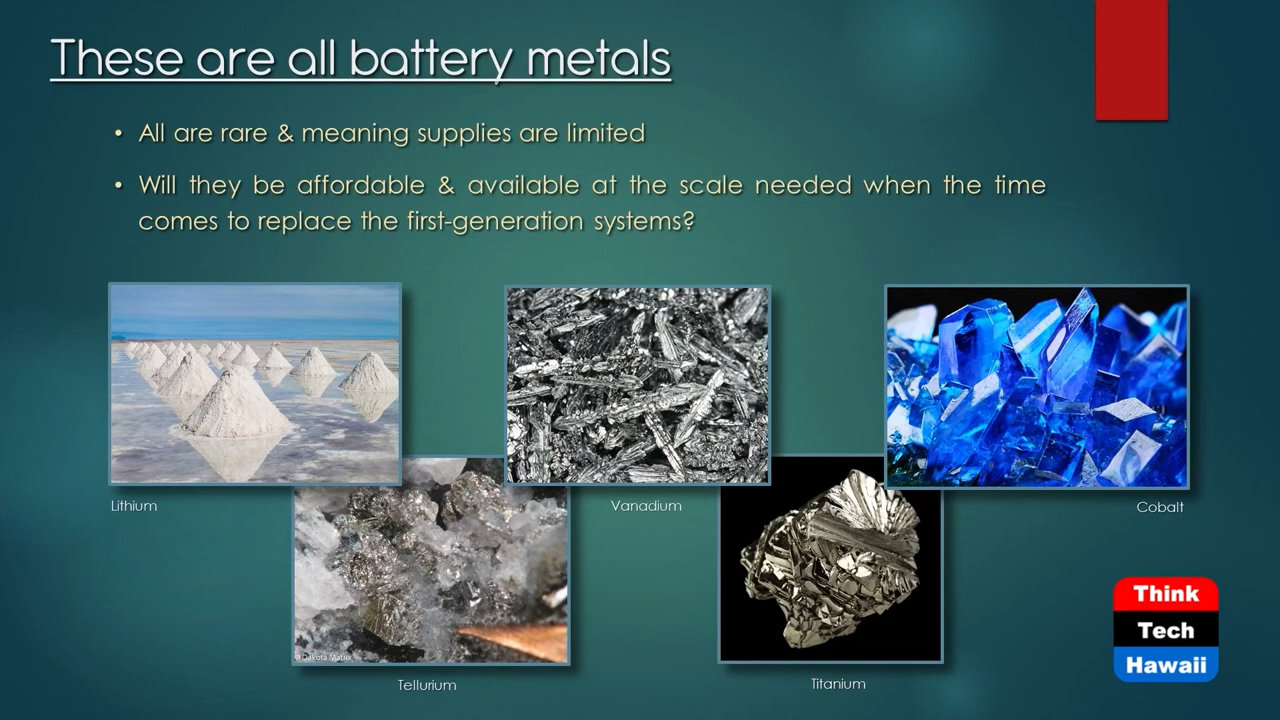 These are all battery metals
• All are rare & meaning supplies are limited
• Will they be affordable & available at the scale needed when the time
comes to replace the first-generation systems?
Lithium
Vanadium
Cobalt
©Dakota Matrix
Tellurium
Titanium
Think
Tech
Hawaii